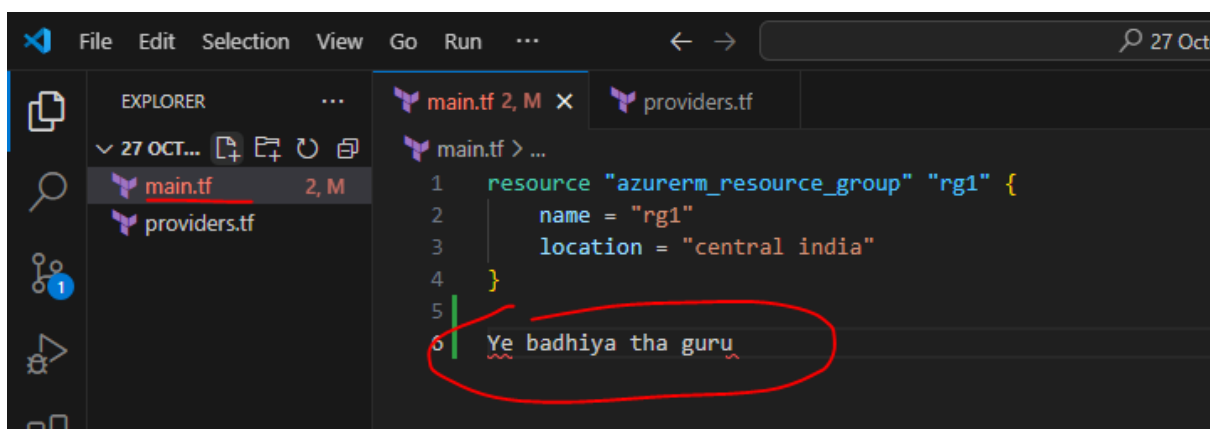 File Edit Selection View Go Run ··· ← → 27 Oct
EXPLORER ···
main.tf 2, M ×
providers.tf
27 OCT...
main.tf > ...
main.tf 2, M
providers.tf
1
1 resource "azurerm_resource_group" "rg1" {
2 name = "rg1"
3 location = "central india"
4 }
5
6 Ye badhiya tha guru